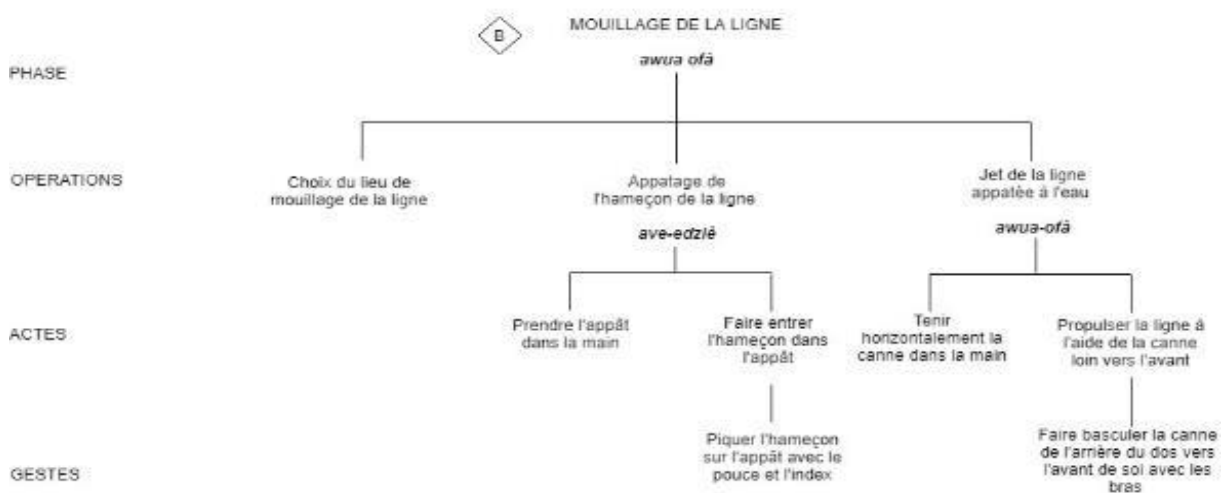 MOUILLAGE DE LA LIGNE
B
PHASE
awua ofà
OPERATIONS
Choix du lieu de
mouillage de la ligne
Appatage de
l'hameçon de la ligne
ave-edziè
Jet de la ligne
appatèe à l'eau
awua-ofà
ACTES
Prendre l'appât
dans la main
Faire entrer
l'hameçon dans
l'appât
Tenir
horizontalement la
canne dans la main
Propulser la ligne à
l'aide de la canne
loin vers l'avant
GESTES
Piquer l'hameçon
sur l'appât avec le
pouce et l'index
Faire basculer la canne
de l'arrière du dos vers
l'avant de soi avec les
bras